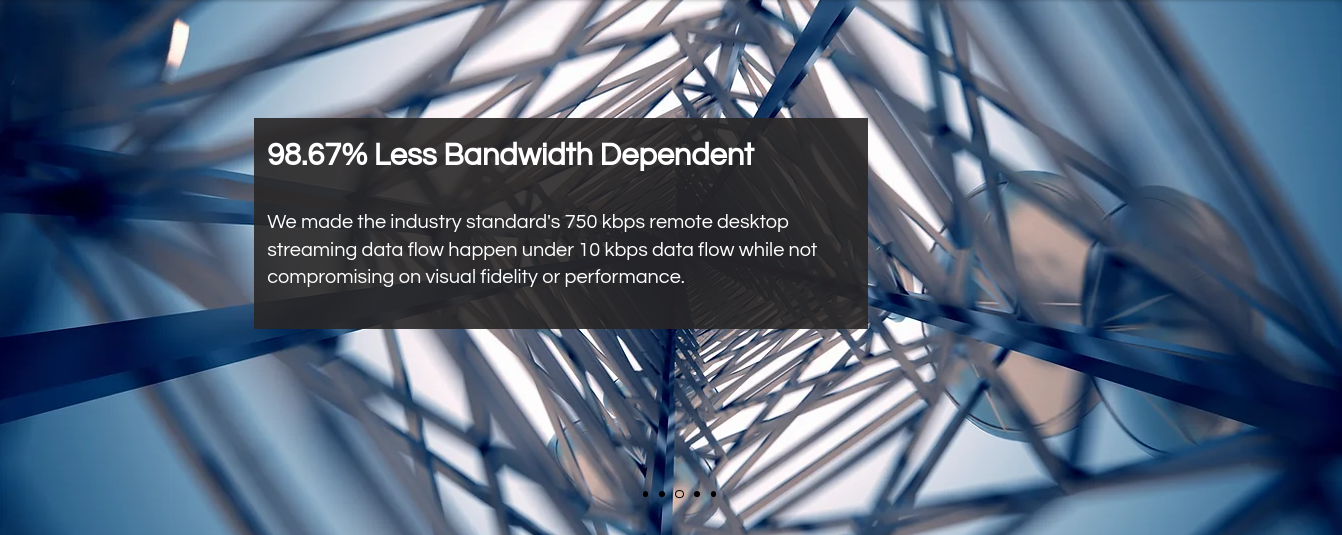 98.67% Less Bandwidth Dependent
We made the industry standard's 750 kbps remote desktop
streaming data flow happen under 10 kbps data flow while not
compromising on visual fidelity or performance.